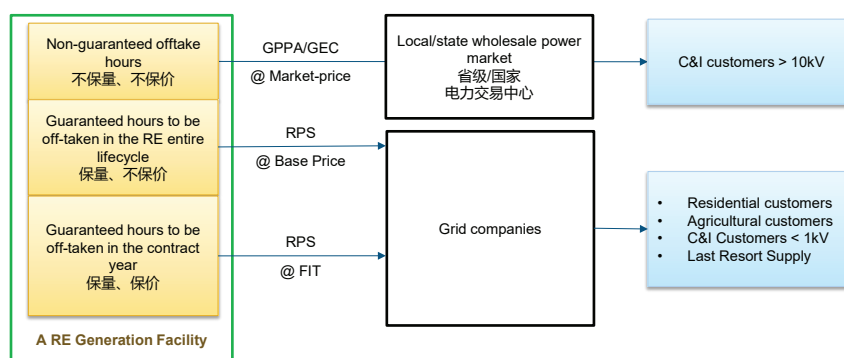 Non-guaranteed offtake
hours
不保量、不保价
Guaranteed hours to be
off-taken in the RE entire
lifecycle
保量、不保价
Guaranteed hours to be
off-taken in the contract
year
保量、保价
A RE Generation Facility
GPPA/GEC
@ Market-price
RPS
@ Base Price
RPS
@ FIT
Local/state wholesale power
market
省级/国家
电力交易中心
Grid companies
C&I customers > 10kV
• Residential customers
• Agricultural customers
• C&I Customers < 1kV
• Last Resort Supply